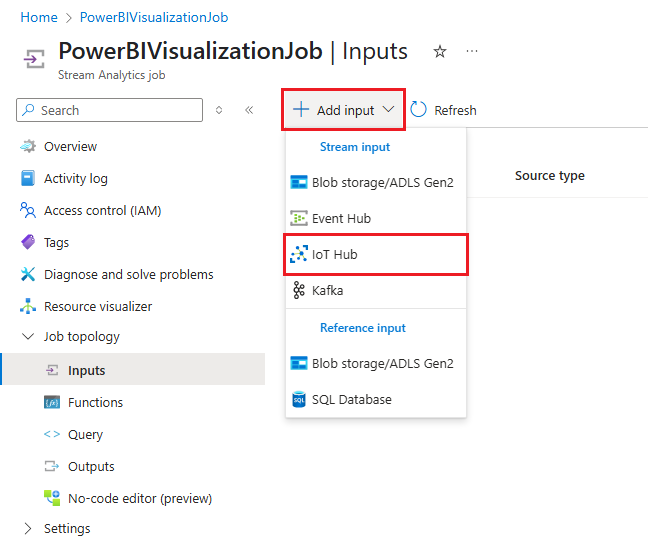 Home > PowerBIVisualizationJob
PowerBIVisualizationJob | Inputs
Stream Analytics job
Search
Add input
Refresh
Overview
Activity log
Access control (IAM)
Tags
Diagnose and solve problems
Resource visualizer
Job topology
Inputs
Functions
Query
Outputs
No-code editor (preview)
Settings
Stream input
Blob storage/ADLS Gen2
Event Hub
IoT Hub
Kafka
Reference input
Blob storage/ADLS Gen2
SQL
SQL Database
Source type